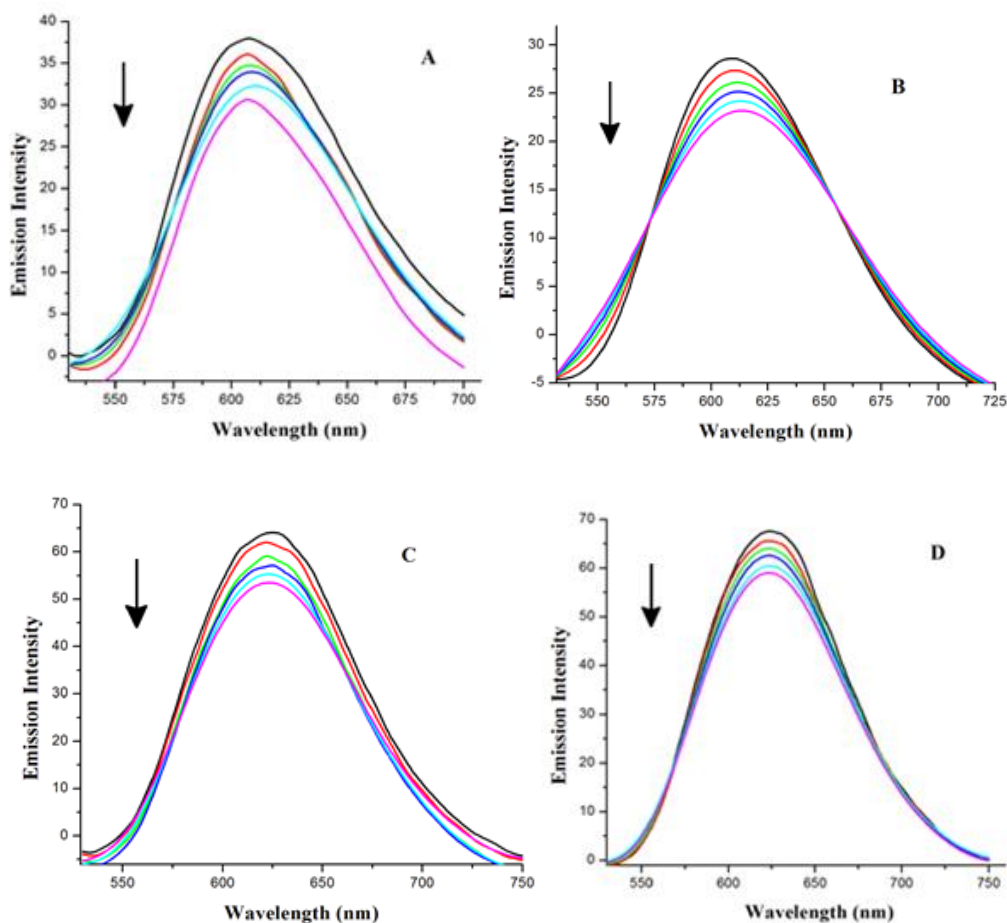 A
Emission Intensity
40
35
30
25
20
15
10
5
0
550 575 600 625 650 675 700
Wavelength (nm)
B
Emission Intensity
30
25
20
15
10
5
0
-5
550 575 600 625 650 675 700 725
Wavelength (nm)
C
Emission Intensity
70
60
50
40
30
20
10
0
550 600 650 700 750
Wavelength (nm)
D
Emission Intensity
70
60
50
40
30
20
10
0
550 600 650 700 750
Wavelength (nm)